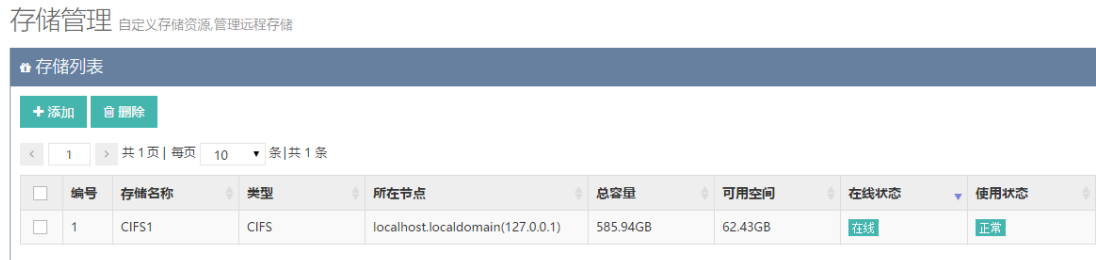 存储管理 自定义存储资源,管理远程存储
存储列表
添加 删除
1 共 1 页 | 每页 10 条|共 1 条
编号 存储名称 类型 所在节点 总容量 可用空间 在线状态 使用状态
1 CIFS1 CIFS localhost.localdomain(127.0.0.1) 585.94GB 62.43GB 在线 正常